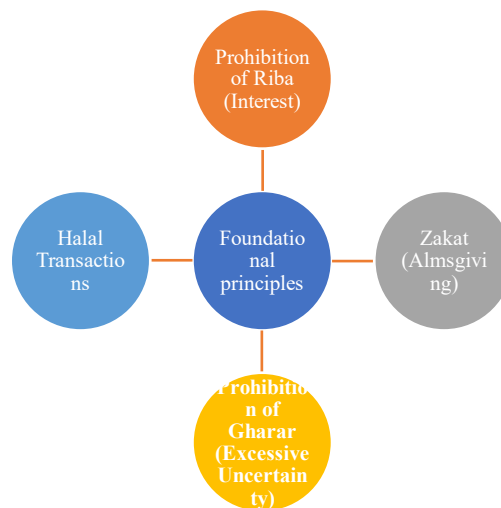 Prohibition
of Riba
(Interest)
Halal
Transactio
ns
Foundatio
nal
principles
Zakat
(Almsgivi
ng)
Prohibitio
n of
Gharar
(Excessive
Uncertain
ty)